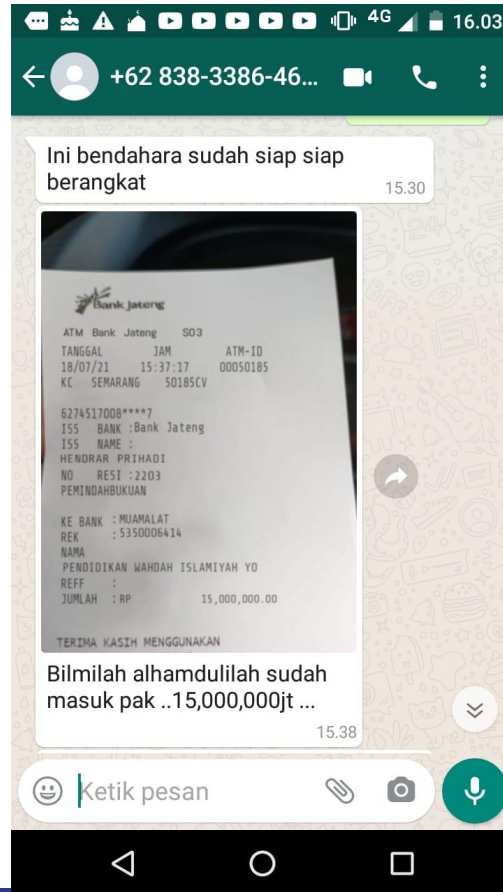 4G 16.03
+62 838-3386-46...
Ini bendahara sudah siap siap
berangkat
15.30
Bank Jateng
ATM Bank Jateng S03
TANGGAL JAM ATM-ID
18/07/21 15:37:17 00050185
KC SEMARANG 50185CV
6274517008****7
ISS BANK :Bank Jateng
ISS NAME :
HENDRAR PRIHADI
NO RESI :2203
PEMINDAHBUKUAN
KE BANK : MUAMALAT
REK : 5350006414
NAMA
PENDIDIKAN WAHDAH ISLAMIYAH YO
REFF :
JUMLAH : RP 15,000,000.00
TERIMA KASIH MENGGUNAKAN
Bilmilah alhamdulilah sudah
masuk pak ..15,000,000jt ...
15.38
Ketik pesan